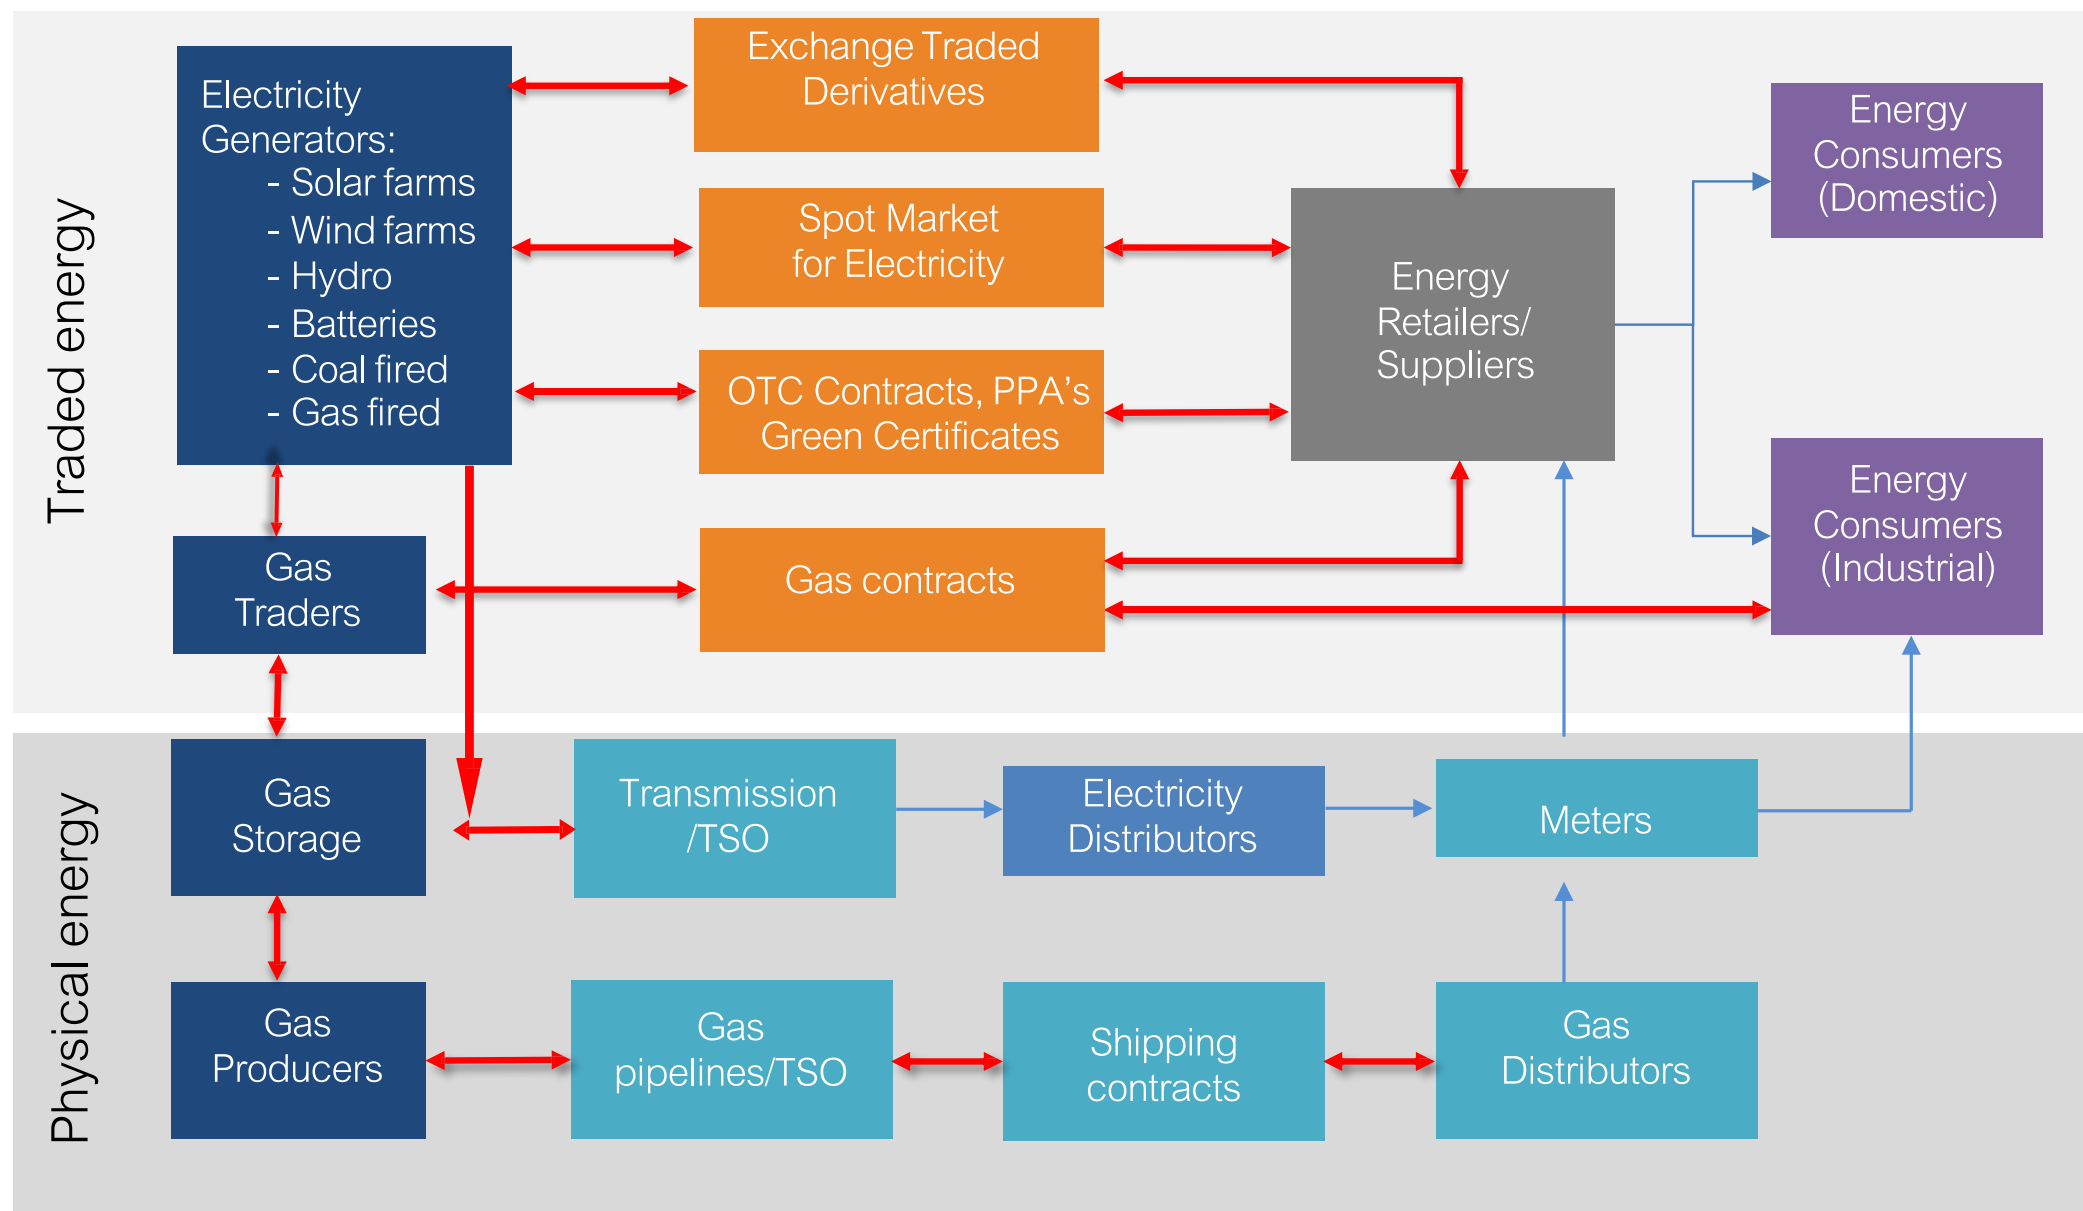 Traded energy
Electricity
Generators:
- Solar farms
- Wind farms
- Hydro
- Batteries
- Coal fired
- Gas fired
Exchange Traded
Derivatives
Spot Market
for Electricity
OTC Contracts, PPA's
Green Certificates
Gas contracts
Gas
Traders
Energy
Retailers/
Suppliers
Energy
Consumers
(Domestic)
Energy
Consumers
(Industrial)
Physical energy
Gas
Storage
Transmission
/TSO
Electricity
Distributors
Meters
Gas
Producers
Gas
pipelines/TSO
Shipping
contracts
Gas
Distributors